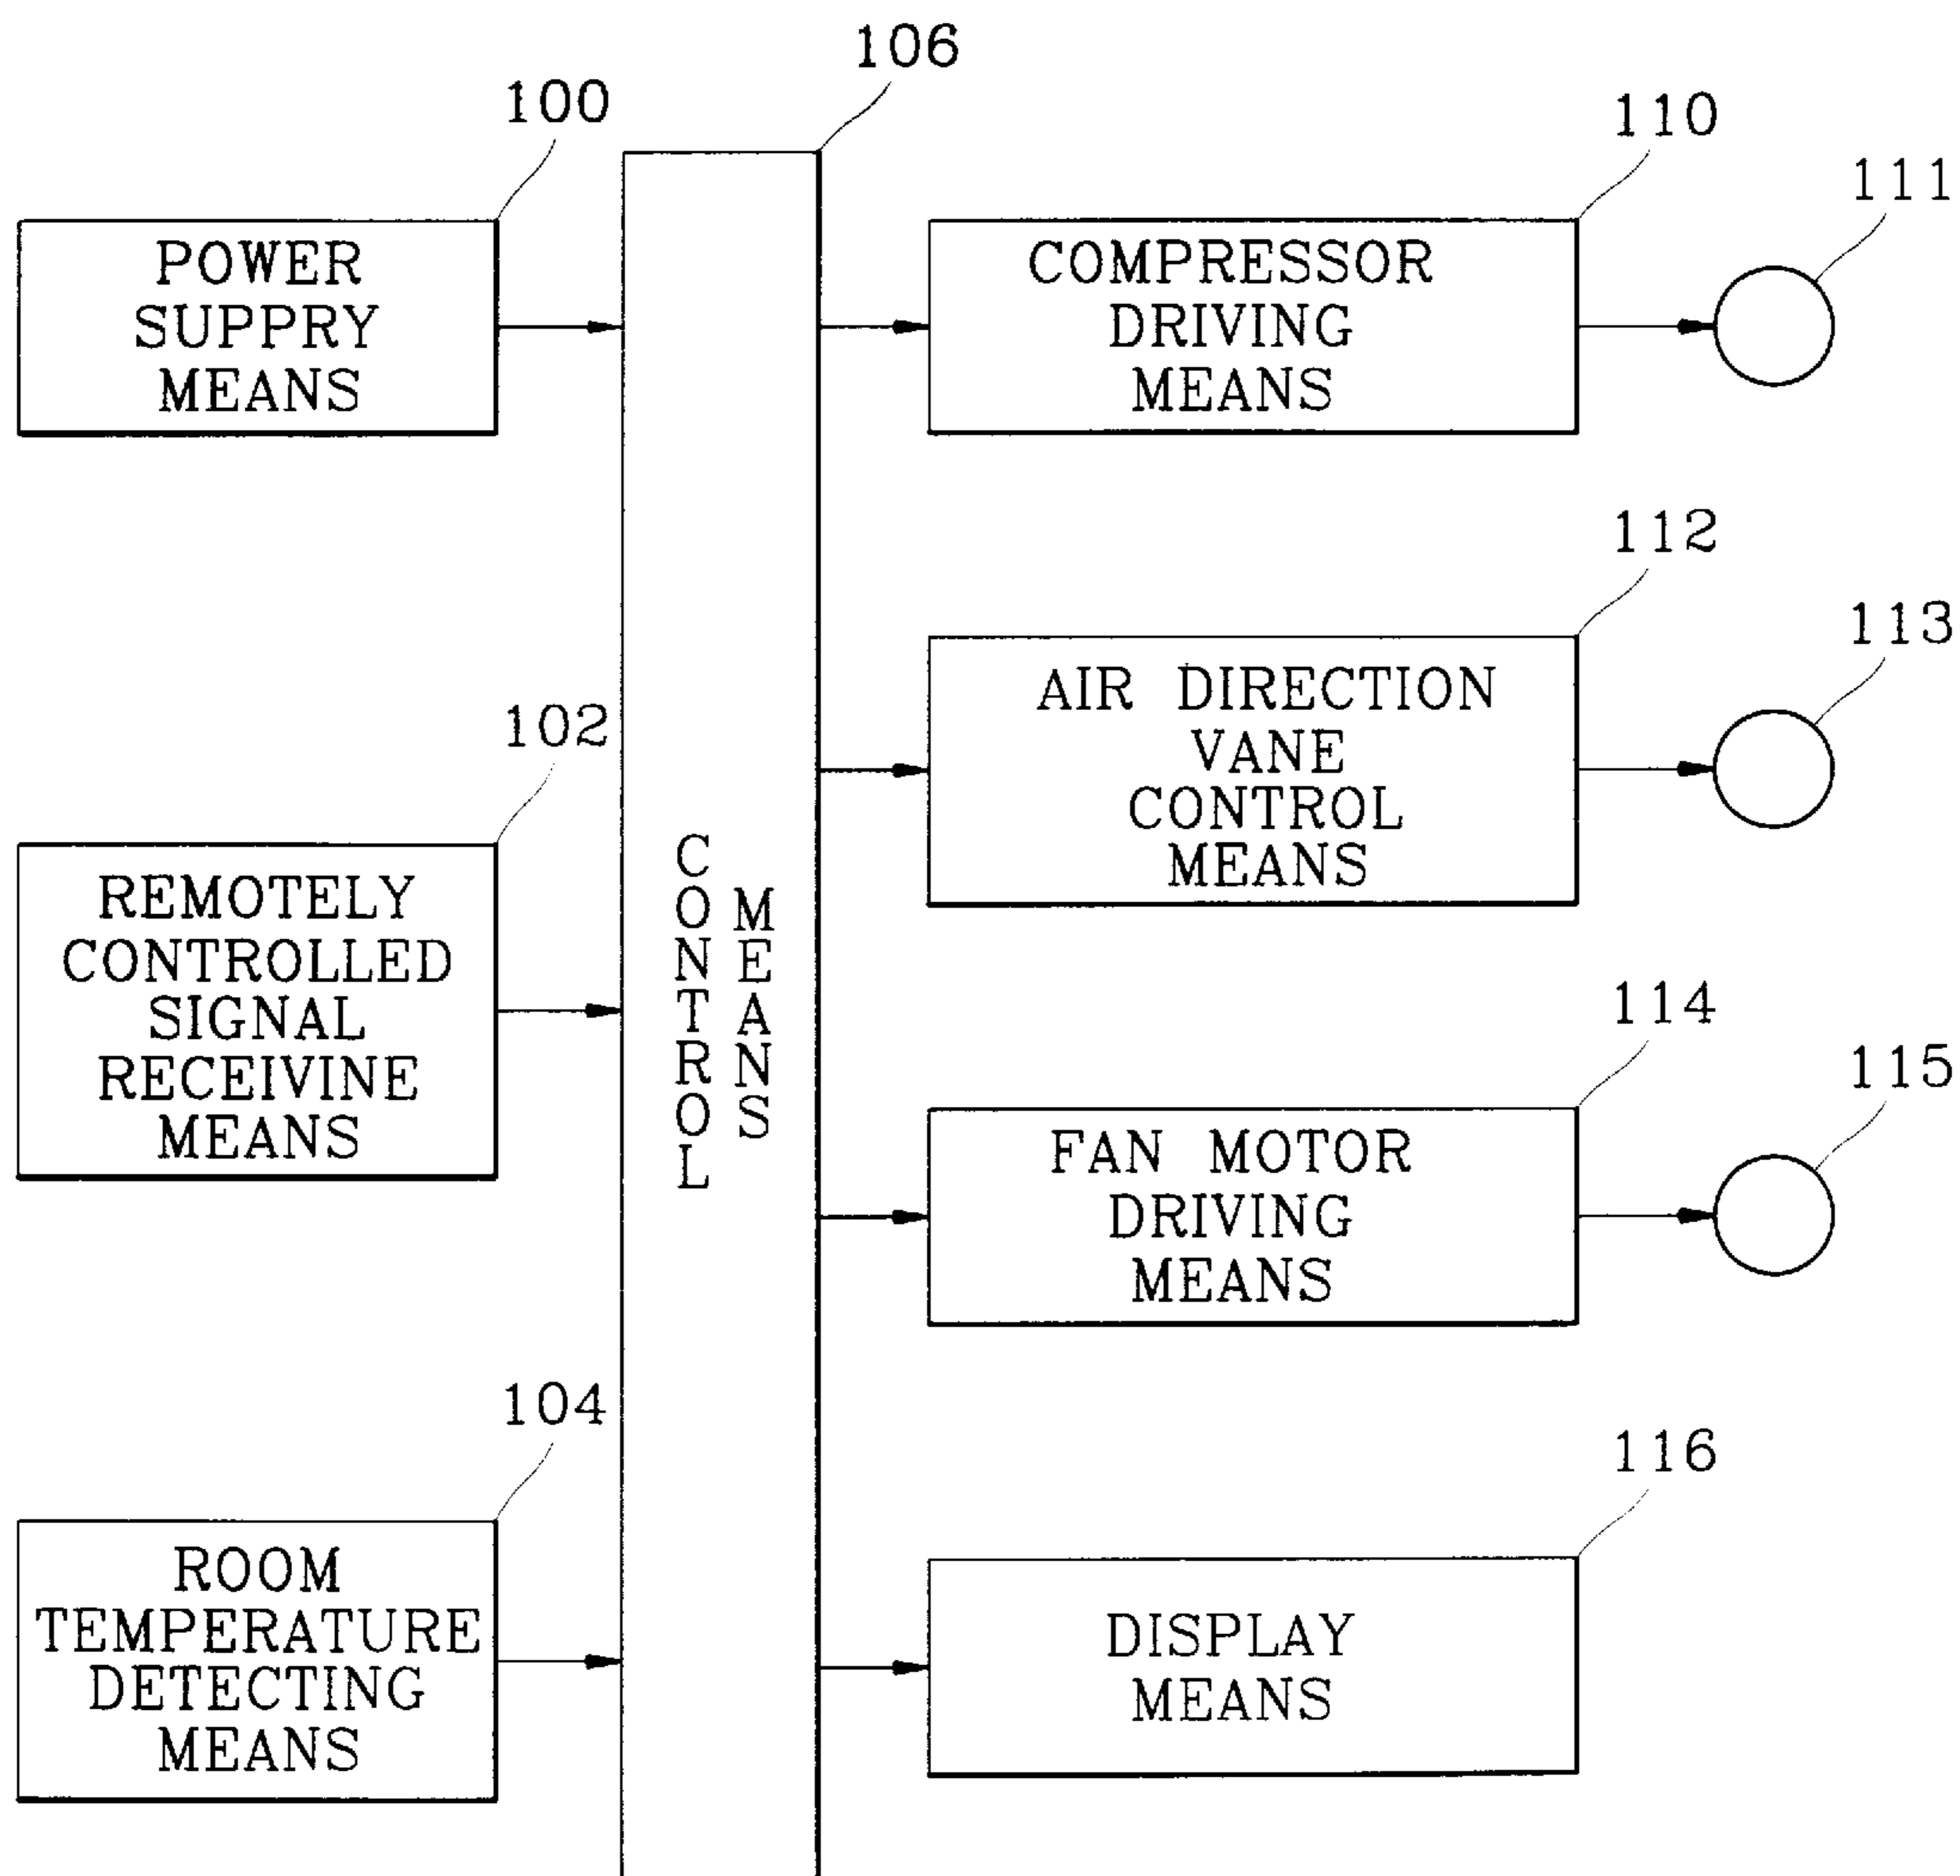 106
100
POWER
SUPPRY
MEANS
102
REMOTELY
CONTROLLED
SIGNAL
RECEIVINE
MEANS
104
ROOM
TEMPERATURE
DETECTING
MEANS
CONTROL
MEANS
110
COMPRESSOR
DRIVING
MEANS
111
112
AIR DIRECTION
VANE
CONTROL
MEANS
113
114
FAN MOTOR
DRIVING
MEANS
115
116
DISPLAY
MEANS